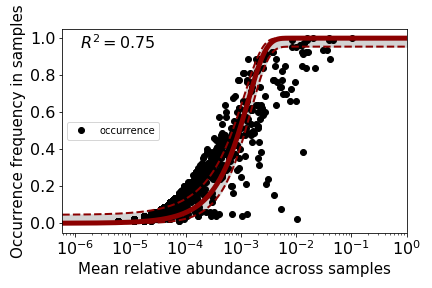 R² = 0.75
occurrence
Occurrence frequency in samples
1.0
0.8
0.6
0.4
0.2
0.0
10⁻⁶ 10⁻⁵ 10⁻⁴ 10⁻³ 10⁻² 10⁻¹ 10⁰
Mean relative abundance across samples